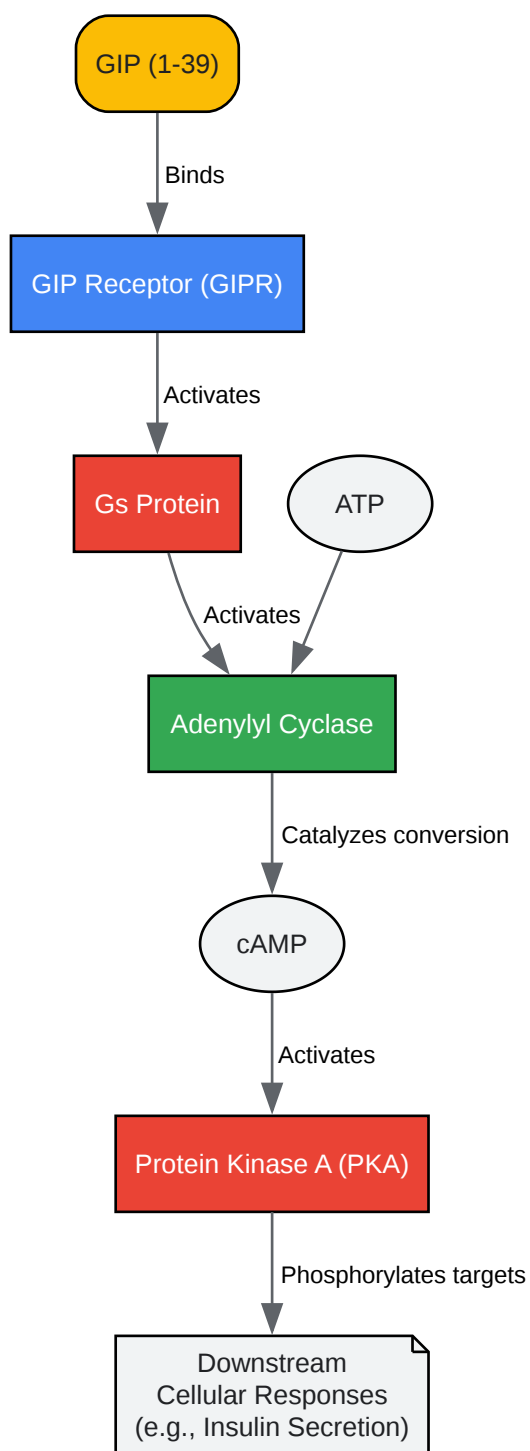 GIP (1-39)
Binds
GIP Receptor (GIPR)
Activates
Gs Protein
ATP
Activates
Adenylyl Cyclase
Catalyzes conversion
cAMP
Activates
Protein Kinase A (PKA)
Phosphorylates targets
Downstream
Cellular Responses
(e.g., Insulin Secretion)